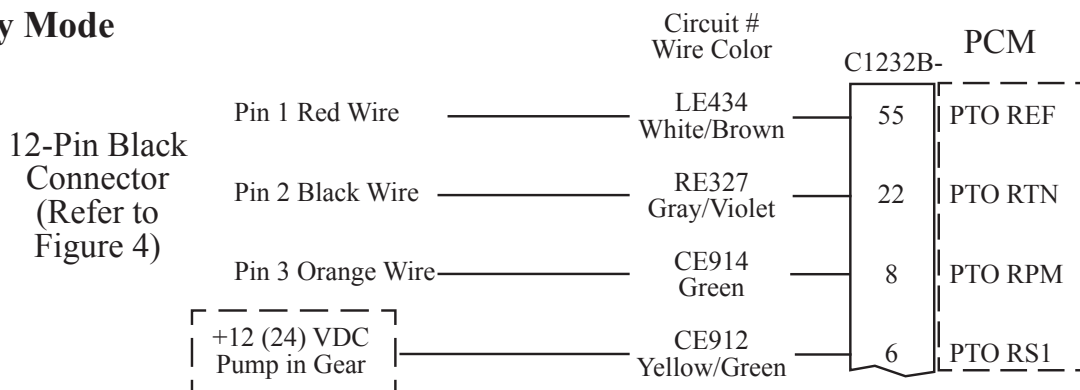 y Mode
Circuit #
Wire Color
C1232B-
PCM
12-Pin Black
Connector
(Refer to
Figure 4)
Pin 1 Red Wire
LE434
White/Brown
55
PTO REF
Pin 2 Black Wire
RE327
Gray/Violet
22
PTO RTN
Pin 3 Orange Wire
CE914
Green
8
PTO RPM
+12 (24) VDC
Pump in Gear
CE912
Yellow/Green
6
PTO RS1